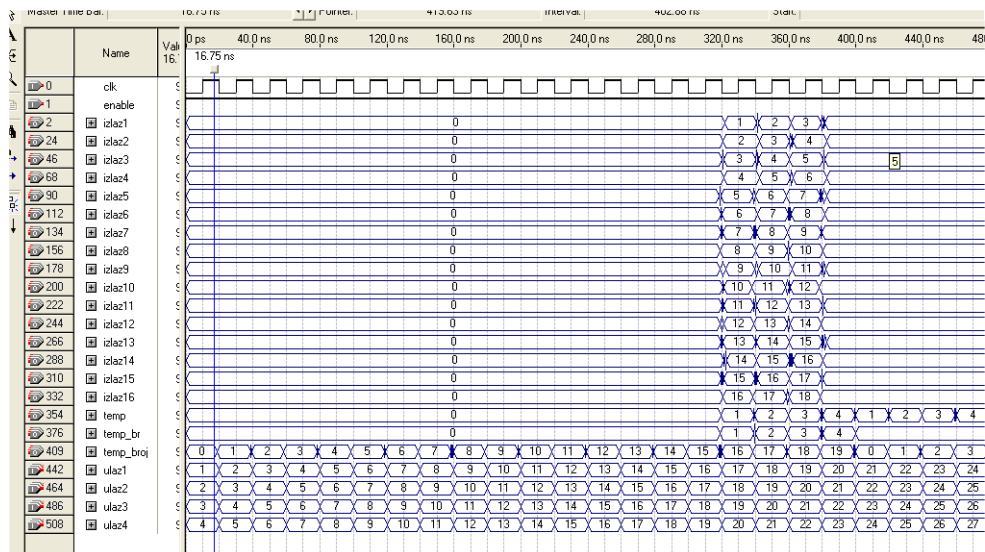 Master Time Bar: 16.75 ns Pointer: 415.63 ns Interval: 402.88 ns Start:
Name
0 ps 40.0 ns 80.0 ns 120.0 ns 160.0 ns 200.0 ns 240.0 ns 280.0 ns 320.0 ns 360.0 ns 400.0 ns 440.0 ns 480
16.75 ns
0 clk
1 enable
2 izlaz1 0 1 2 3
24 izlaz2 0 2 3 4
46 izlaz3 0 3 4 5 5
68 izlaz4 0 4 5 6
90 izlaz5 0 5 6 7
112 izlaz6 0 6 7 8
134 izlaz7 0 7 8 9
156 izlaz8 0 8 9 10
178 izlaz9 0 9 10 11
200 izlaz10 0 10 11 12
222 izlaz11 0 11 12 13
244 izlaz12 0 12 13 14
266 izlaz13 0 13 14 15
288 izlaz14 0 14 15 16
310 izlaz15 0 15 16 17
332 izlaz16 0 16 17 18
354 temp 0 1 2 3 4 1 2 3 4
376 temp_br 0 1 2 3 4
409 temp_broj 0 1 2 3 4 5 6 7 8 9 10 11 12 13 14 15 16 17 18 19 0 1 2 3
442 ulaz1 1 2 3 4 5 6 7 8 9 10 11 12 13 14 15 16 17 18 19 20 21 22 23 24
464 ulaz2 2 3 4 5 6 7 8 9 10 11 12 13 14 15 16 17 18 19 20 21 22 23 24 25
486 ulaz3 3 4 5 6 7 8 9 10 11 12 13 14 15 16 17 18 19 20 21 22 23 24 25 26
508 ulaz4 4 5 6 7 8 9 10 11 12 13 14 15 16 17 18 19 20 21 22 23 24 25 26 27